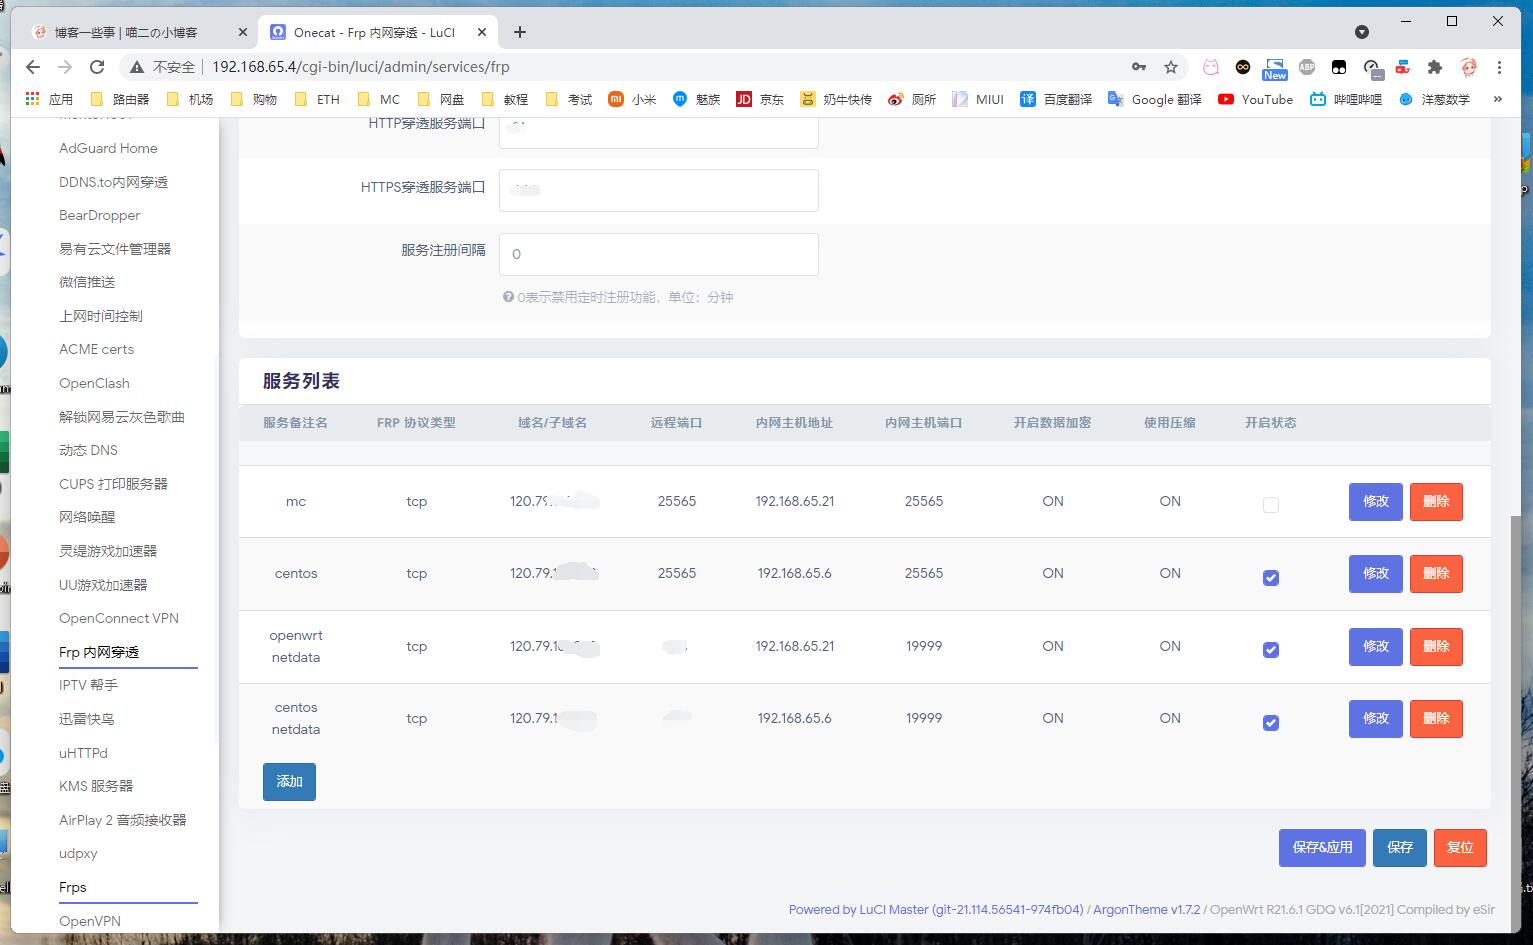 博客一些事 | 喵二の小博客
Onecat - Frp 内网穿透 - LuCI
不安全
192.168.65.4/cgi-bin/luci/admin/services/frp
New
ABP
应用 路由器 机场 购物 ETH MC 网盘 教程 考试 小米 魅族 京东 奶牛快传 厕所 MIUI 百度翻译 Google 翻译 YouTube 哔哩哔哩 洋葱数学 »
AdGuard Home
DDNS.to内网穿透
BearDropper
易有云文件管理器
微信推送
上网时间控制
ACME certs
OpenClash
解锁网易云灰色歌曲
动态 DNS
CUPS 打印服务器
网络唤醒
灵缇游戏加速器
UU游戏加速器
OpenConnect VPN
Frp 内网穿透
IPTV 帮手
迅雷快鸟
uHTTPd
KMS 服务器
AirPlay 2 音频接收器
udpxy
Frps
OpenVPN
HTTP穿透服务端口
HTTPS穿透服务端口
服务注册间隔
0
0表示禁用定时注册功能，单位：分钟
服务列表
服务备注名 FRP 协议类型 域名/子域名 远程端口 内网主机地址 内网主机端口 开启数据加密 使用压缩 开启状态
mc tcp 120.79. 25565 192.168.65.21 25565 ON ON 修改 删除
centos tcp 120.79.1 25565 192.168.65.6 25565 ON ON 修改 删除
openwrt netdata tcp 120.79.18 192.168.65.21 19999 ON ON 修改 删除
centos netdata tcp 120.79.1 192.168.65.6 19999 ON ON 修改 删除
添加
保存&应用 保存 复位
Powered by LuCI Master (git-21.114.56541-974fb04) / ArgonTheme v1.7.2 / OpenWrt R21.6.1 GDQ v6.1[2021] Compiled by eSir